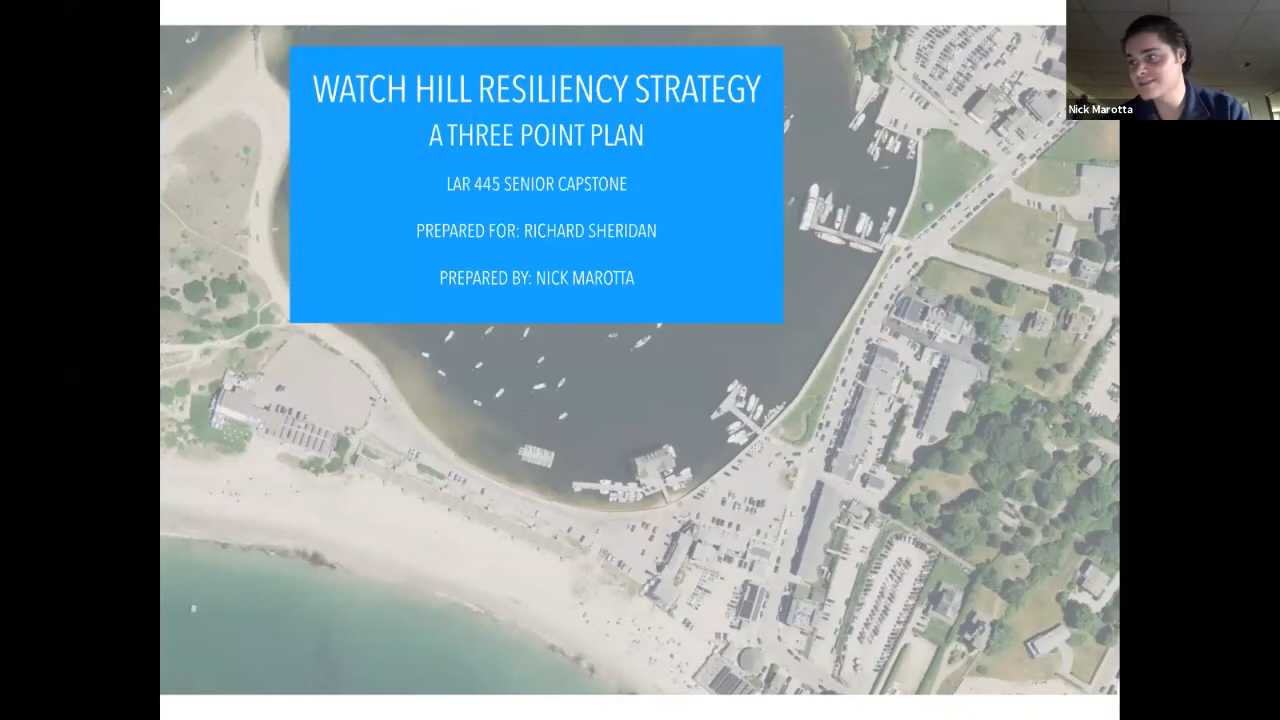 WATCH HILL RESILIENCY STRATEGY
A THREE POINT PLAN
LAR 445 SENIOR CAPSTONE
PREPARED FOR: RICHARD SHERIDAN
PREPARED BY: NICK MAROTTA
Nick Marotta